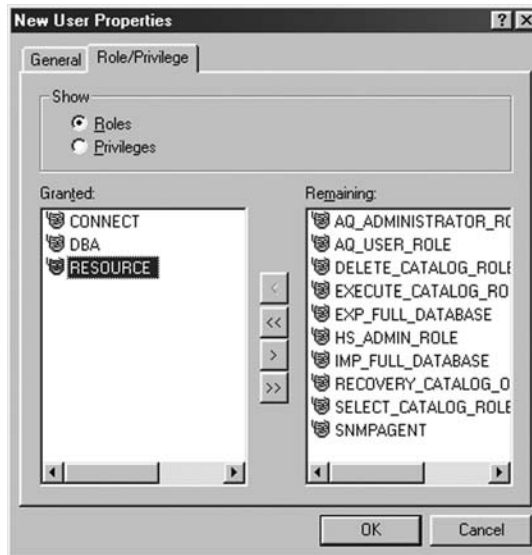 New User Properties
General Role/Privilege
Show
Roles
Privileges
Granted:
CONNECT
DBA
RESOURCE
<
<<
>
>>
Remaining:
AQ_ADMINISTRATOR_RO
AQ_USER_ROLE
DELETE_CATALOG_ROLE
EXECUTE_CATALOG_RO
EXP_FULL_DATABASE
HS_ADMIN_ROLE
IMP_FULL_DATABASE
RECOVERY_CATALOG_O
SELECT_CATALOG_ROLE
SNMPAGENT
OK Cancel